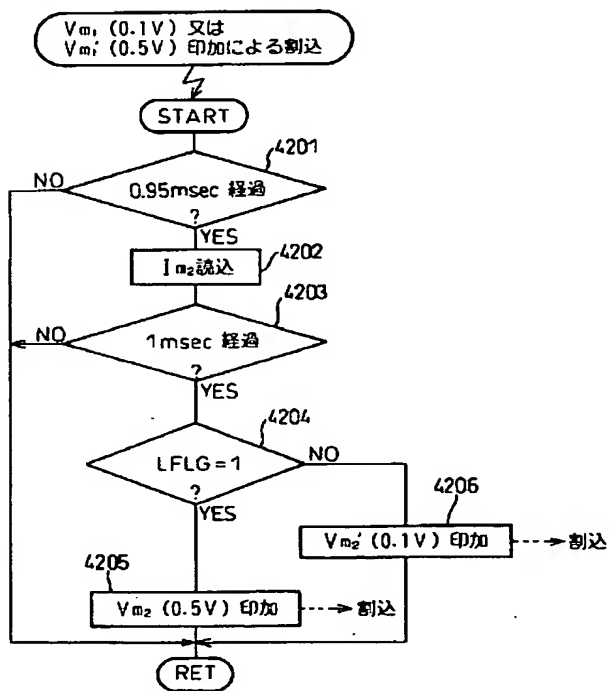 Vm₁ (0.1V) 又は
Vm₁' (0.5V) 印加による割込
START
4201
NO
0.95msec 経過
?
YES
4202
Im₂読込
4203
NO
1msec 経過
?
YES
4204
LFLG=1
NO
?
YES
4206
Vm₂' (0.1V) 印加
割込
4205
Vm₂ (0.5V) 印加
割込
RET